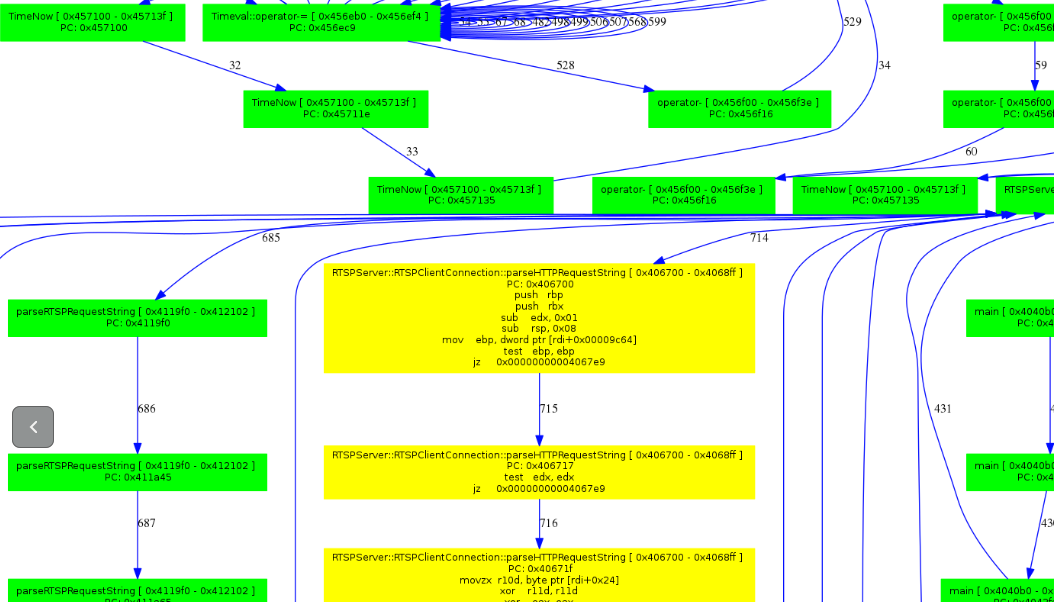 TimeNow [ 0x457100 - 0x45713f ]
PC: 0x457100
Timeval::operator-= [ 0x456eb0 - 0x456ef4 ]
PC: 0x456ec9
482 498 499 506 507 568 599
529
operator- [ 0x456f00
32
528
34
59
TimeNow [ 0x457100 - 0x45713f ]
PC: 0x45711e
operator- [ 0x456f00 - 0x456f3e ]
PC: 0x456f16
operator- [ 0x456f00
33
60
TimeNow [ 0x457100 - 0x45713f ]
PC: 0x457135
operator- [ 0x456f00 - 0x456f3e ]
PC: 0x456f16
TimeNow [ 0x457100 - 0x45713f ]
PC: 0x457135
RTSPServe
685
714
RTSPServer::RTSPClientConnection::parseHTTPRequestString [ 0x406700 - 0x4068ff ]
PC: 0x406700
push rbp
push rbx
sub edx, 0x01
sub rsp, 0x08
mov ebp, dword ptr [rdi+0x00009c64]
test ebp, ebp
jz 0x00000000004067e9
parseRTSPRequestString [ 0x4119f0 - 0x412102 ]
PC: 0x4119f0
main [ 0x4040b0
PC: 0x4
686
715
431
parseRTSPRequestString [ 0x4119f0 - 0x412102 ]
PC: 0x411a45
RTSPServer::RTSPClientConnection::parseHTTPRequestString [ 0x406700 - 0x4068ff ]
PC: 0x406717
test edx, edx
jz 0x00000000004067e9
main [ 0x4040b0
PC: 0x4
687
716
RTSPServer::RTSPClientConnection::parseHTTPRequestString [ 0x406700 - 0x4068ff ]
PC: 0x40671f
movzx r10d, byte ptr [rdi+0x24]
xor r11d, r11d
parseRTSPRequestString [ 0x4119f0 - 0x412102 ]
main [ 0x4040b0 - 0x4042f